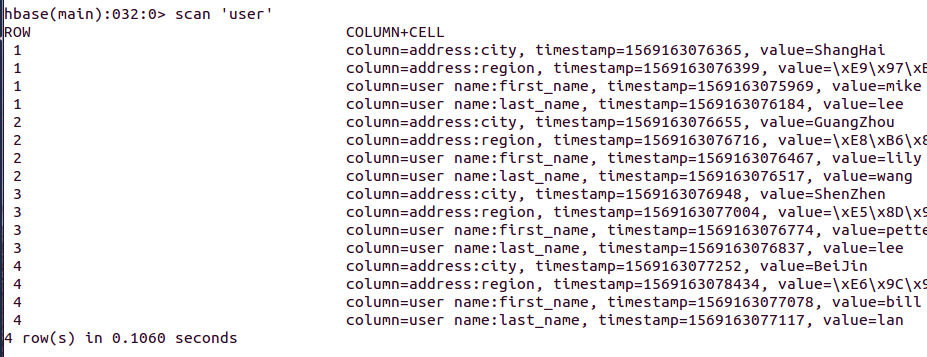 hbase(main):032:0> scan 'user'
ROW COLUMN+CELL
1 column=address:city, timestamp=1569163076365, value=ShangHai
1 column=address:region, timestamp=1569163076399, value=\xE9\x97\xE
1 column=user name:first_name, timestamp=1569163075969, value=mike
1 column=user name:last_name, timestamp=1569163076184, value=lee
2 column=address:city, timestamp=1569163076655, value=GuangZhou
2 column=address:region, timestamp=1569163076716, value=\xE8\xB6\x8
2 column=user name:first_name, timestamp=1569163076467, value=lily
2 column=user name:last_name, timestamp=1569163076517, value=wang
3 column=address:city, timestamp=1569163076948, value=ShenZhen
3 column=address:region, timestamp=1569163077004, value=\xE5\x8D\x9
3 column=user name:first_name, timestamp=1569163076774, value=pette
3 column=user name:last_name, timestamp=1569163076837, value=lee
4 column=address:city, timestamp=1569163077252, value=BeiJin
4 column=address:region, timestamp=1569163078434, value=\xE6\x9C\x9
4 column=user name:first_name, timestamp=1569163077078, value=bill
4 column=user name:last_name, timestamp=1569163077117, value=lan
4 row(s) in 0.1060 seconds